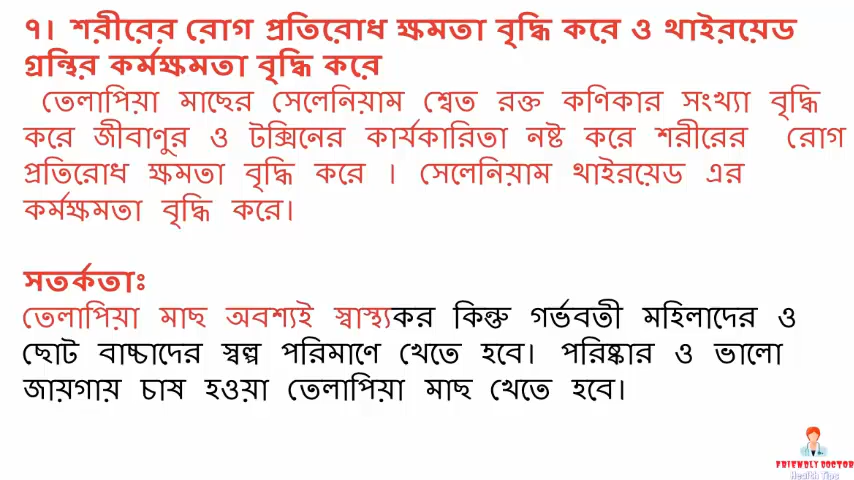 ৭। শরীরের রোগ প্রতিরোধ ক্ষমতা বৃদ্ধি করে ও থাইরয়েড
গ্রন্থির কর্মক্ষমতা বৃদ্ধি করে
তেলাপিয়া মাছের সেলেনিয়াম শ্বেত রক্ত কণিকার সংখ্যা বৃদ্ধি
করে জীবাণুর ও টক্সিনের কার্যকারিতা নষ্ট করে শরীরের রোগ
প্রতিরোধ ক্ষমতা বৃদ্ধি করে । সেলেনিয়াম থাইরয়েড এর
কর্মক্ষমতা বৃদ্ধি করে।
সতর্কতাঃ
তেলাপিয়া মাছ অবশ্যই স্বাস্থ্যকর কিন্তু গর্ভবতী মহিলাদের ও
ছোট বাচ্চাদের স্বল্প পরিমাণে খেতে হবে। পরিষ্কার ও ভালো
জায়গায় চাষ হওয়া তেলাপিয়া মাছ খেতে হবে।
FRIENDLY DOCTOR
Health Tips